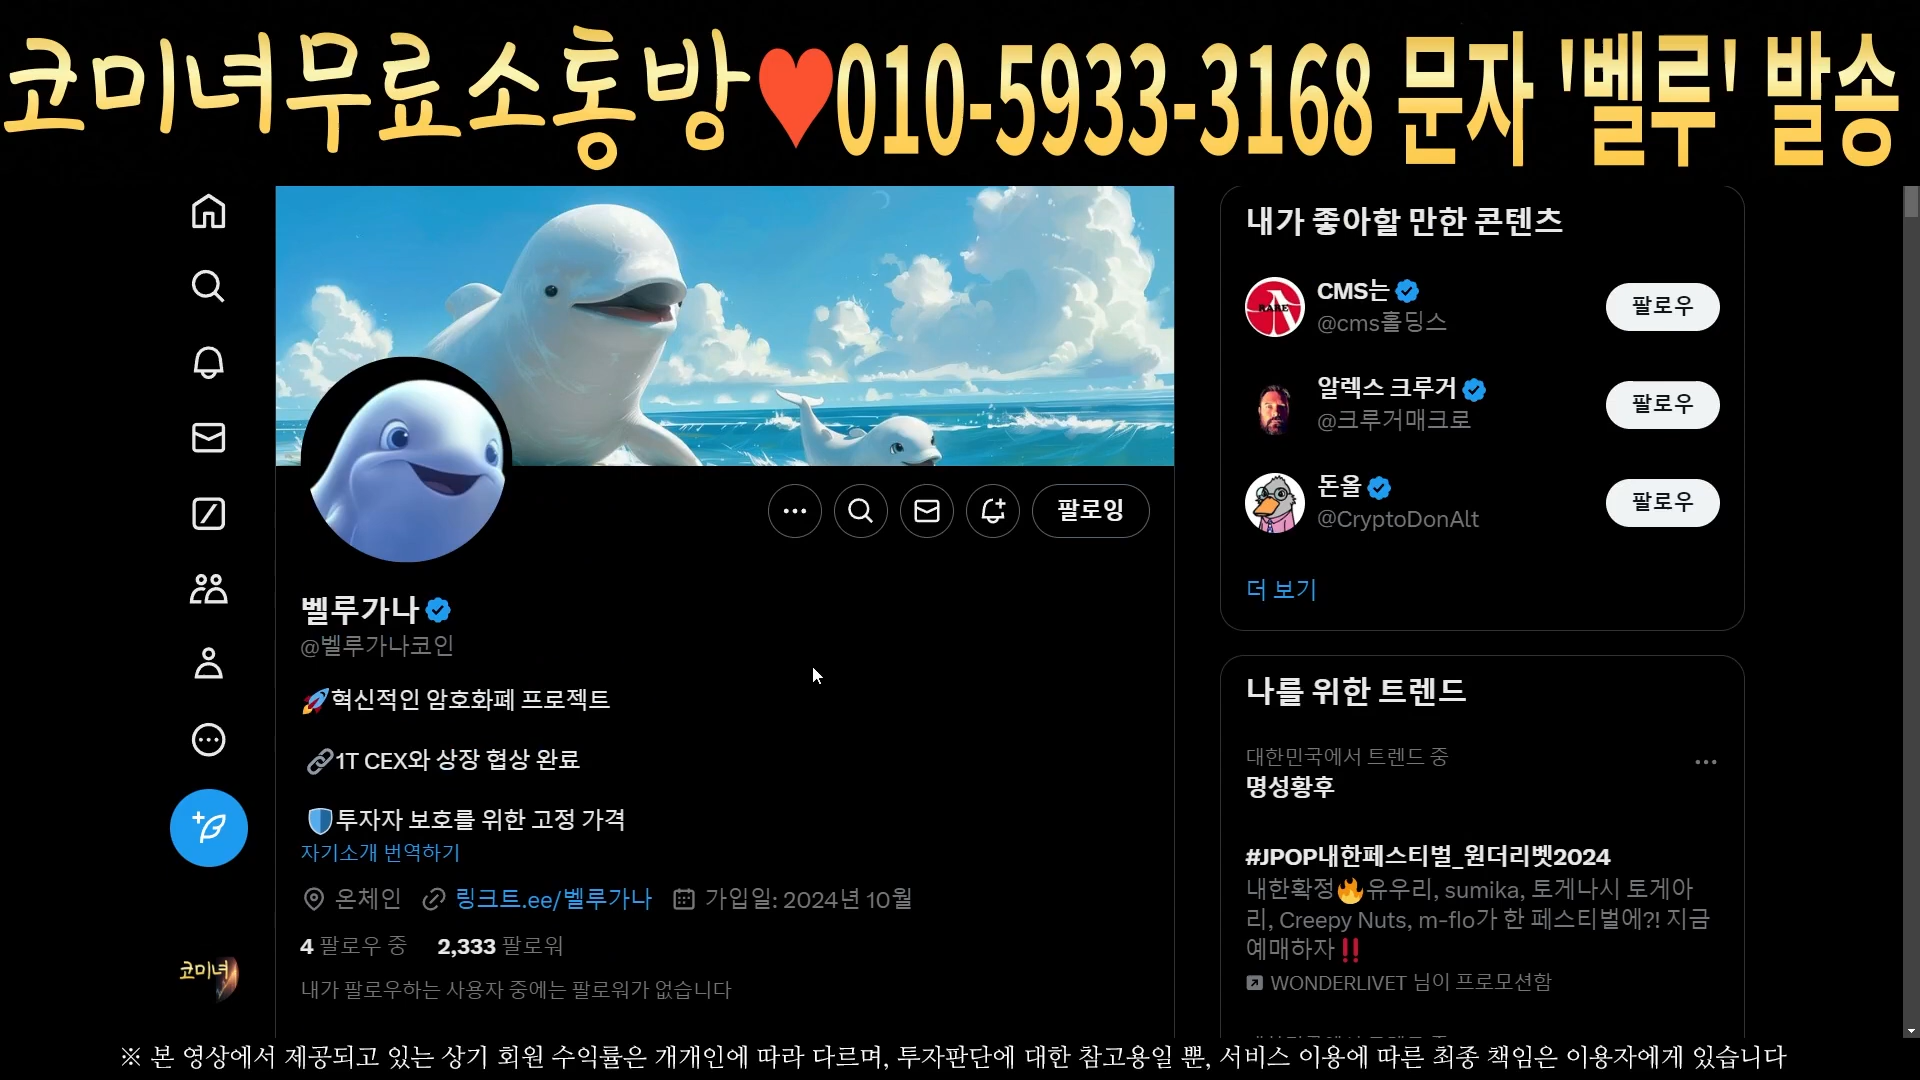 코미녀무료소통방♥010-5933-3168 문자 '벨루' 발송
내가 좋아할 만한 콘텐츠
CMS는
@cms홀딩스
팔로우
알렉스 크루거
@크루거매크로
팔로우
돈올
@CryptoDonAlt
팔로우
더 보기
팔로잉
벨루가나
@벨루가나코인
🚀혁신적인 암호화폐 프로젝트
🔗1T CEX와 상장 협상 완료
🛡️투자자 보호를 위한 고정 가격
자기소개 번역하기
온체인 링크트.ee/벨루가나 가입일: 2024년 10월
4 팔로우 중 2,333 팔로워
내가 팔로우하는 사용자 중에는 팔로워가 없습니다
나를 위한 트렌드
대한민국에서 트렌드 중
명성황후
#JPOP내한페스티벌_원더리벳2024
내한확정🔥유우리, sumika, 토게나시 토게아
리, Creepy Nuts, m-flo가 한 페스티벌에?! 지금
예매하자‼️
WONDERLIVET 님이 프로모션함
코미녀
※ 본 영상에서 제공되고 있는 상기 회원 수익률은 개개인에 따라 다르며, 투자판단에 대한 참고용일 뿐, 서비스 이용에 따른 최종 책임은 이용자에게 있습니다